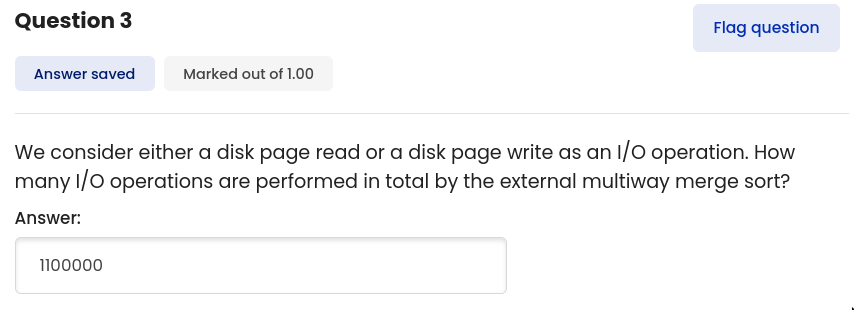 Question 3
Flag question
Answer saved
Marked out of 1.00
We consider either a disk page read or a disk page write as an I/O operation. How
many I/O operations are performed in total by the external multiway merge sort?
Answer:
1100000